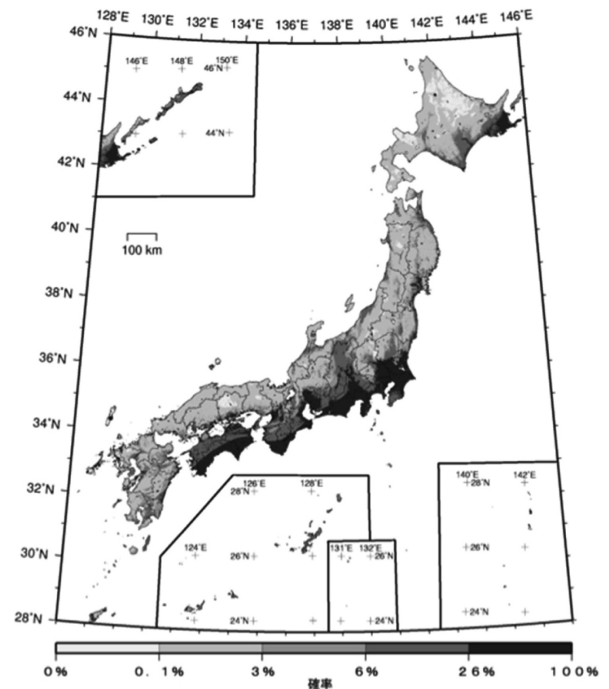 128°E 130°E 132°E 134°E 136°E 138°E 140°E 142°E 144°E 146°E
46°N
146°E 148°E 150°E
46°N
44°N
44°N
42°N
40°N
100 km
38°N
36°N
34°N
126°E 128°E
28°N
140°E 142°E
28°N
32°N
124°E
26°N
131°E 132°E
26°N
26°N
30°N
24°N
24°N
24°N
28°N
0% 0.1% 3% 6% 26% 100%
確率